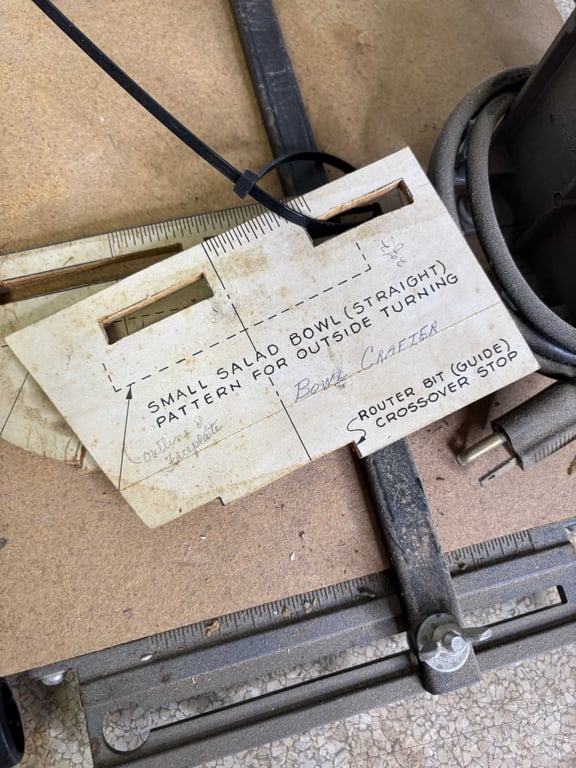 SMALL SALAD BOWL (STRAIGHT)
PATTERN FOR OUTSIDE TURNING
BOWL CRAFTER
ROUTER BIT (GUIDE)
CROSSOVER STOP
outline of
faceplate